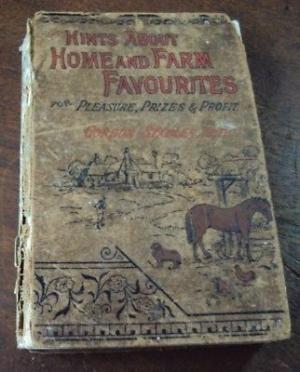 HINTS ABOUT
HOME AND FARM
FAVOURITES
FOR PLEASURE, PRIZES & PROFIT
GORDON STABLES